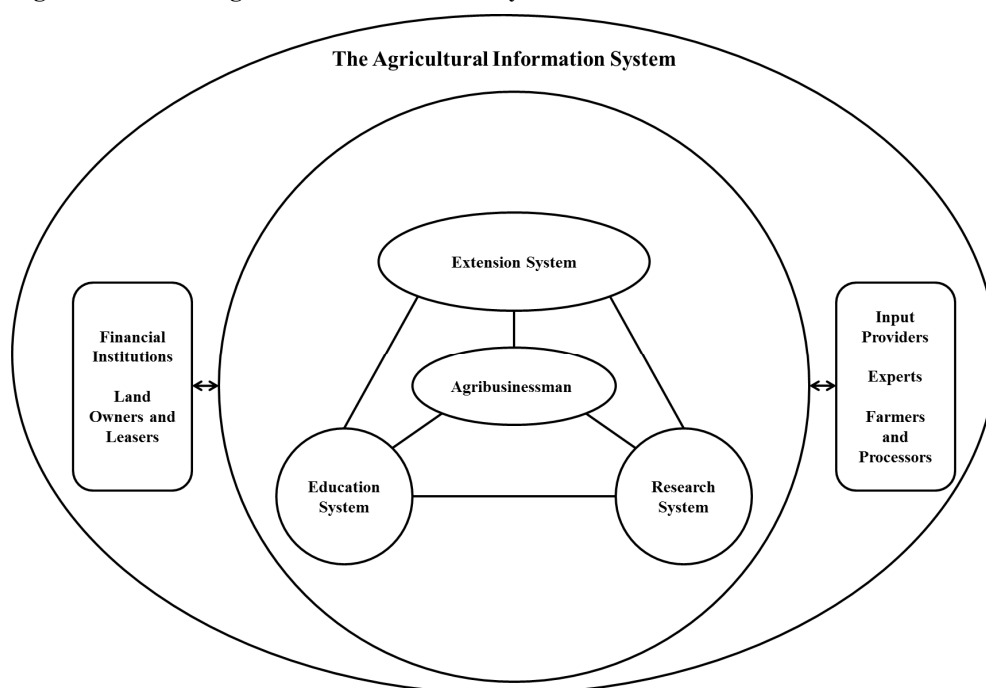 The Agricultural Information System
Extension System
Agribusinessman
Education
System
Research
System
Financial
Institutions
Land
Owners and
Leasers
Input
Providers
Experts
Farmers
and
Processors